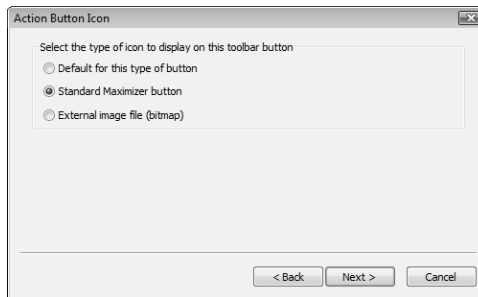 Action Button Icon
Select the type of icon to display on this toolbar button
Default for this type of button
Standard Maximizer button
External image file (bitmap)
< Back Next > Cancel